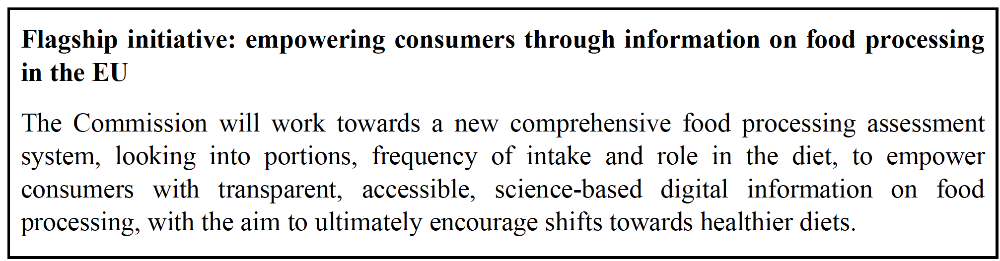 Flagship initiative: empowering consumers through information on food processing
in the EU
The Commission will work towards a new comprehensive food processing assessment
system, looking into portions, frequency of intake and role in the diet, to empower
consumers with transparent, accessible, science-based digital information on food
processing, with the aim to ultimately encourage shifts towards healthier diets.